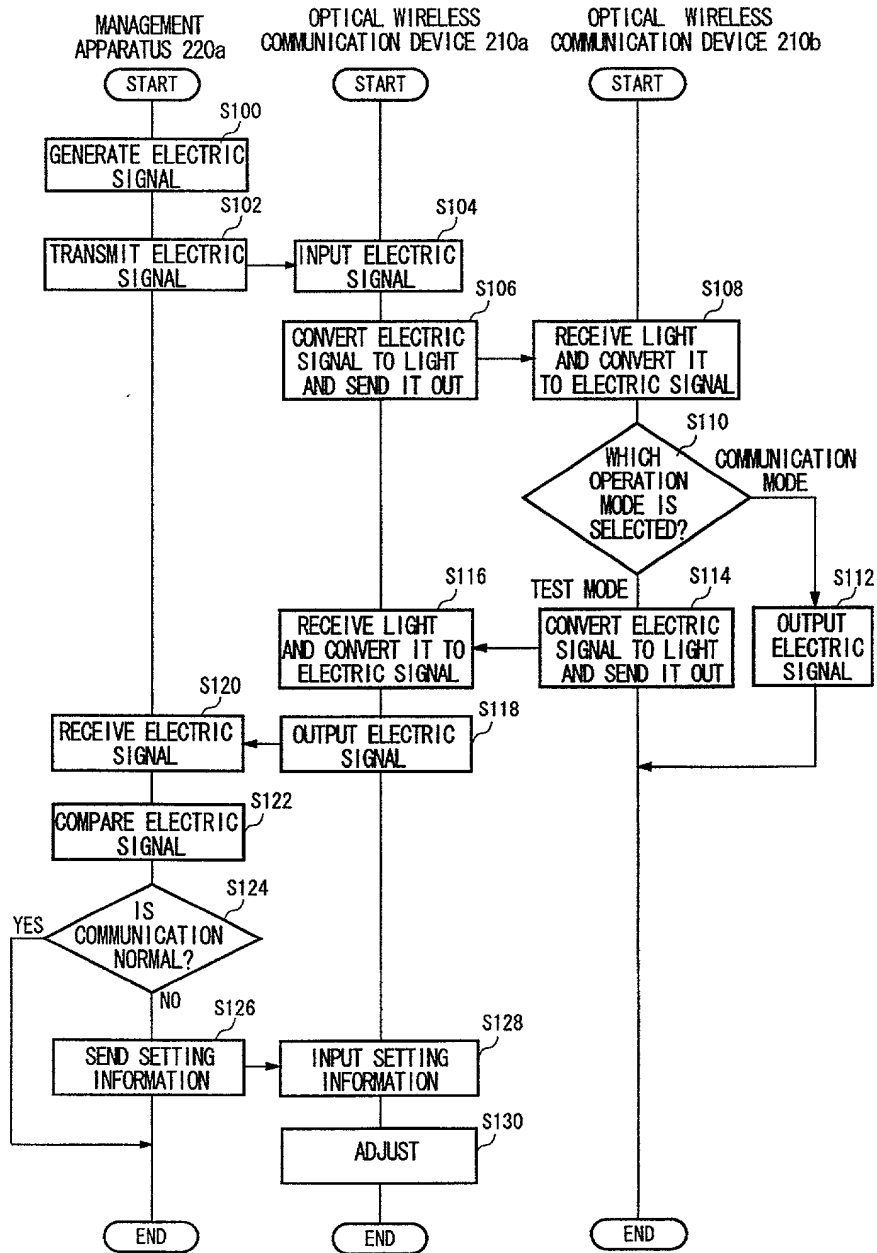 MANAGEMENT
APPARATUS 220a
OPTICAL WIRELESS
COMMUNICATION DEVICE 210a
OPTICAL WIRELESS
COMMUNICATION DEVICE 210b
START
START
START
S100
GENERATE ELECTRIC
SIGNAL
S102
TRANSMIT ELECTRIC
SIGNAL
S104
INPUT ELECTRIC
SIGNAL
S106
CONVERT ELECTRIC
SIGNAL TO LIGHT
AND SEND IT OUT
S108
RECEIVE LIGHT
AND CONVERT IT
TO ELECTRIC SIGNAL
S110
WHICH
OPERATION
MODE IS
SELECTED?
COMMUNICATION
MODE
TEST MODE
S112
OUTPUT
ELECTRIC
SIGNAL
S114
CONVERT ELECTRIC
SIGNAL TO LIGHT
AND SEND IT OUT
S116
RECEIVE LIGHT
AND CONVERT IT TO
ELECTRIC SIGNAL
S118
OUTPUT ELECTRIC
SIGNAL
S120
RECEIVE ELECTRIC
SIGNAL
S122
COMPARE ELECTRIC
SIGNAL
S124
IS
COMMUNICATION
NORMAL?
YES
NO
S126
SEND SETTING
INFORMATION
S128
INPUT SETTING
INFORMATION
S130
ADJUST
END
END
END